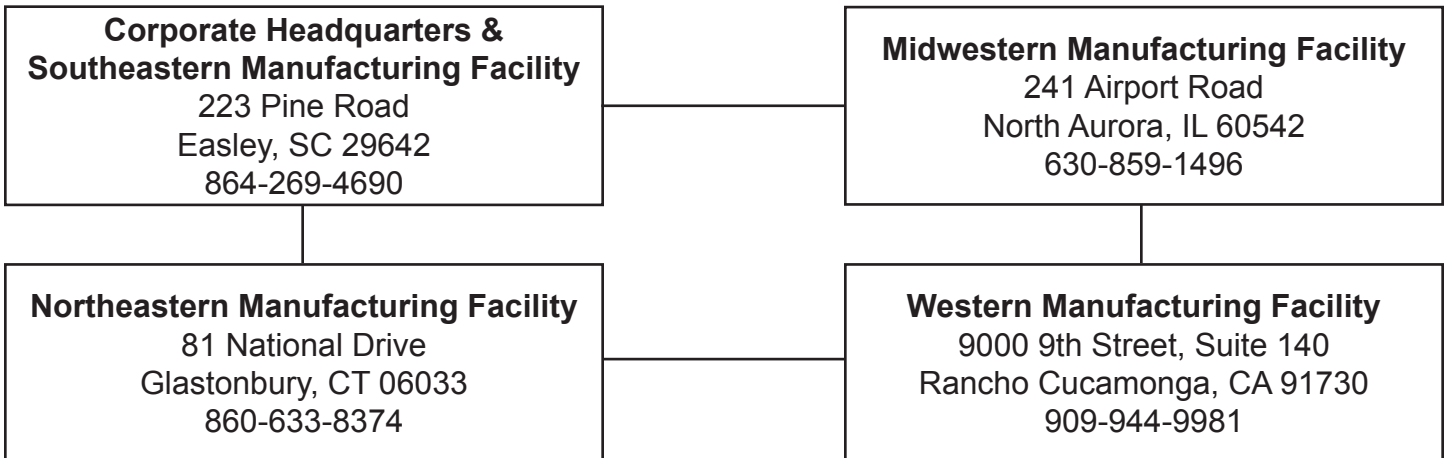 Corporate Headquarters &
Southeastern Manufacturing Facility
223 Pine Road
Easley, SC 29642
864-269-4690
Midwestern Manufacturing Facility
241 Airport Road
North Aurora, IL 60542
630-859-1496
Northeastern Manufacturing Facility
81 National Drive
Glastonbury, CT 06033
860-633-8374
Western Manufacturing Facility
9000 9th Street, Suite 140
Rancho Cucamonga, CA 91730
909-944-9981